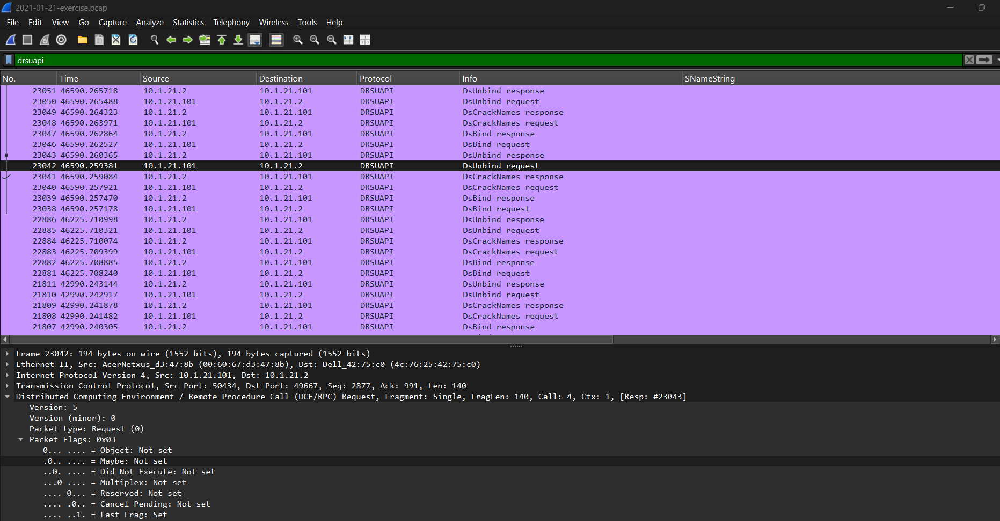 2021-01-21-exercise.pcap
File Edit View Go Capture Analyze Statistics Telephony Wireless Tools Help
drsuapi
No. Time Source Destination Protocol Info SNameString
23051 46590.265718 10.1.21.2 10.1.21.101 DRSUAPI DsUnbind response
23050 46590.265488 10.1.21.101 10.1.21.2 DRSUAPI DsUnbind request
23049 46590.264323 10.1.21.2 10.1.21.101 DRSUAPI DsCrackNames response
23048 46590.263971 10.1.21.101 10.1.21.2 DRSUAPI DsCrackNames request
23047 46590.262864 10.1.21.2 10.1.21.101 DRSUAPI DsBind response
23046 46590.262527 10.1.21.101 10.1.21.2 DRSUAPI DsBind request
23043 46590.260365 10.1.21.2 10.1.21.101 DRSUAPI DsUnbind response
23042 46590.259381 10.1.21.101 10.1.21.2 DRSUAPI DsUnbind request
23041 46590.259084 10.1.21.2 10.1.21.101 DRSUAPI DsCrackNames response
23040 46590.257921 10.1.21.101 10.1.21.2 DRSUAPI DsCrackNames request
23039 46590.257470 10.1.21.2 10.1.21.101 DRSUAPI DsBind response
23038 46590.257178 10.1.21.101 10.1.21.2 DRSUAPI DsBind request
22886 46225.710998 10.1.21.2 10.1.21.101 DRSUAPI DsUnbind response
22885 46225.710321 10.1.21.101 10.1.21.2 DRSUAPI DsUnbind request
22884 46225.710074 10.1.21.2 10.1.21.101 DRSUAPI DsCrackNames response
22883 46225.709399 10.1.21.101 10.1.21.2 DRSUAPI DsCrackNames request
22882 46225.708885 10.1.21.2 10.1.21.101 DRSUAPI DsBind response
22881 46225.708240 10.1.21.101 10.1.21.2 DRSUAPI DsBind request
21811 42990.243144 10.1.21.2 10.1.21.101 DRSUAPI DsUnbind response
21810 42990.242917 10.1.21.101 10.1.21.2 DRSUAPI DsUnbind request
21809 42990.241878 10.1.21.2 10.1.21.101 DRSUAPI DsCrackNames response
21808 42990.241482 10.1.21.101 10.1.21.2 DRSUAPI DsCrackNames request
21807 42990.240305 10.1.21.2 10.1.21.101 DRSUAPI DsBind response
Frame 23042: 194 bytes on wire (1552 bits), 194 bytes captured (1552 bits)
Ethernet II, Src: AcerNetxus_d3:47:8b (00:60:67:d3:47:8b), Dst: Dell_42:75:c0 (4c:76:25:42:75:c0)
Internet Protocol Version 4, Src: 10.1.21.101, Dst: 10.1.21.2
Transmission Control Protocol, Src Port: 50434, Dst Port: 49667, Seq: 2877, Ack: 991, Len: 140
Distributed Computing Environment / Remote Procedure Call (DCE/RPC) Request, Fragment: Single, FragLen: 140, Call: 4, Ctx: 1, [Resp: #23043]
Version: 5
Version (minor): 0
Packet type: Request (0)
Packet Flags: 0x03
0... .... = Object: Not set
.0.. .... = Maybe: Not set
..0. .... = Did Not Execute: Not set
...0 .... = Multiplex: Not set
.... 0... = Reserved: Not set
.... .0.. = Cancel Pending: Not set
.... ..1. = Last Frag: Set